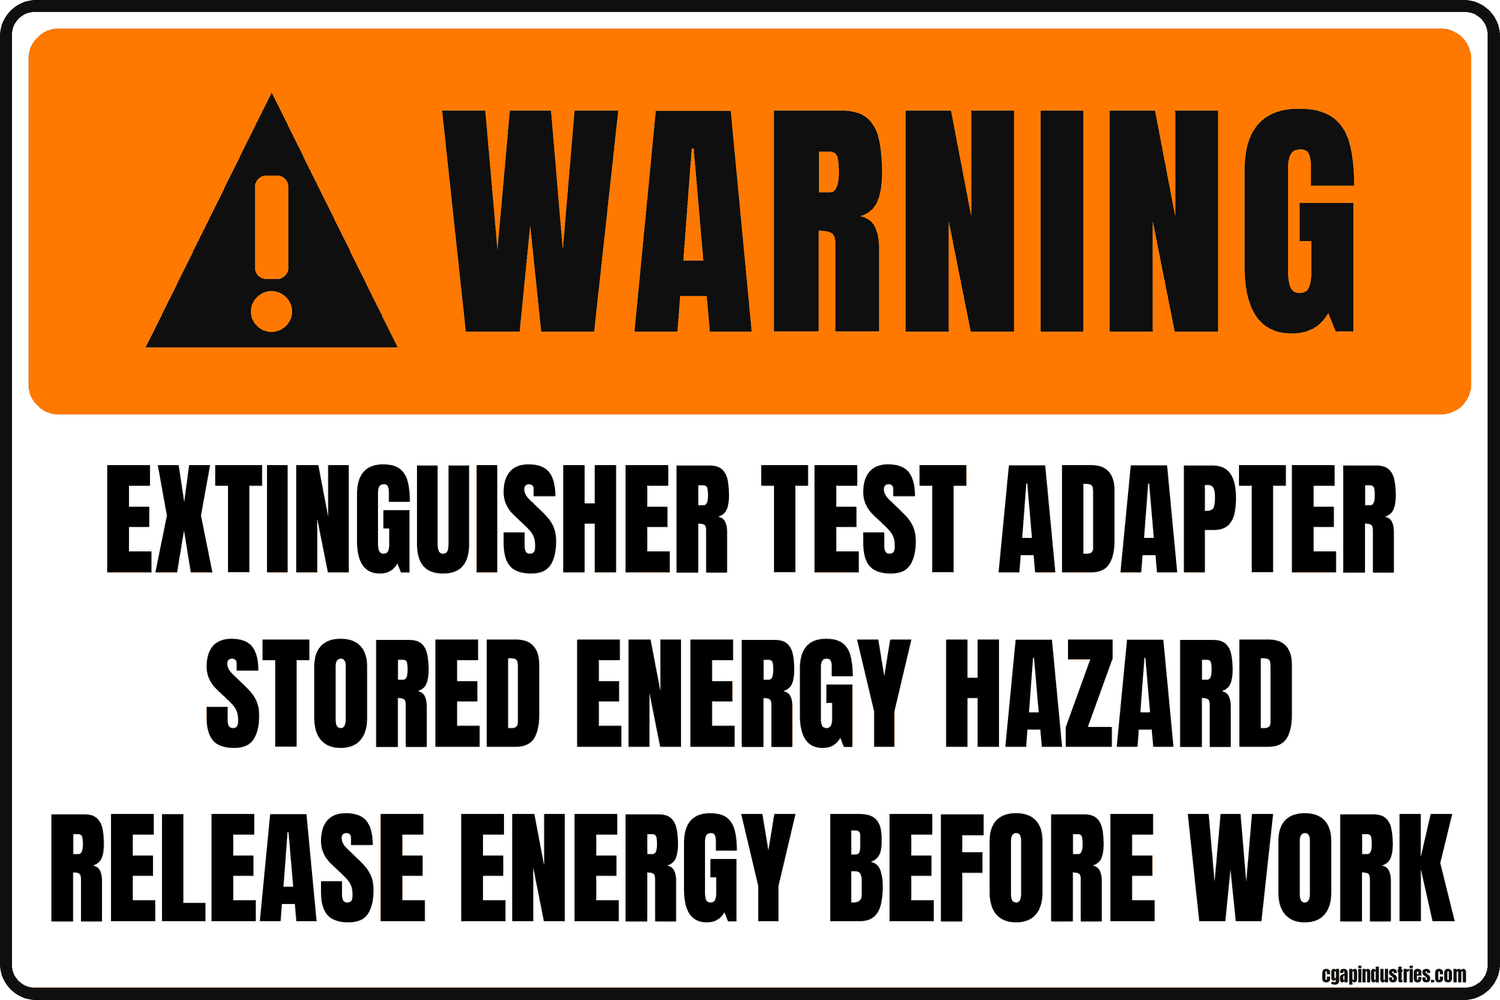 WARNING
EXTINGUISHER TEST ADAPTER
STORED ENERGY HAZARD
RELEASE ENERGY BEFORE WORK
cgapindustries.com